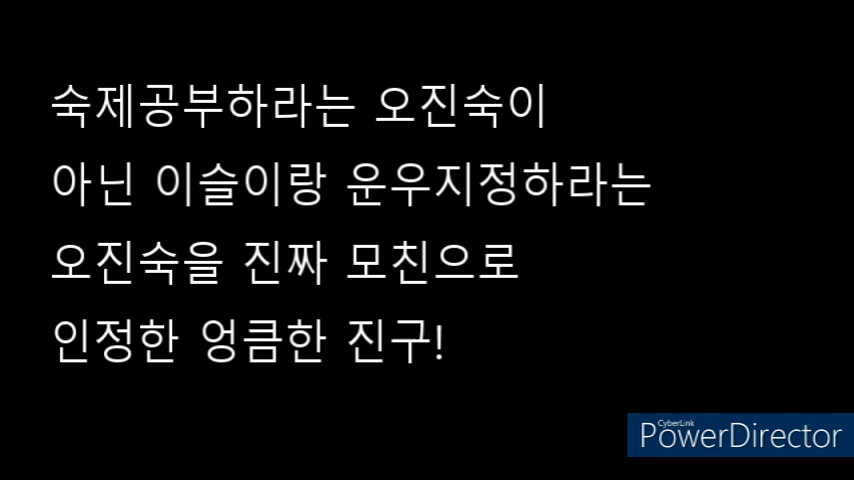 숙제공부하라는 오진숙이
아닌 이슬이랑 운우지정하라는
오진숙을 진짜 모친으로
인정한 엉큼한 진구!
CyberLink
PowerDirector